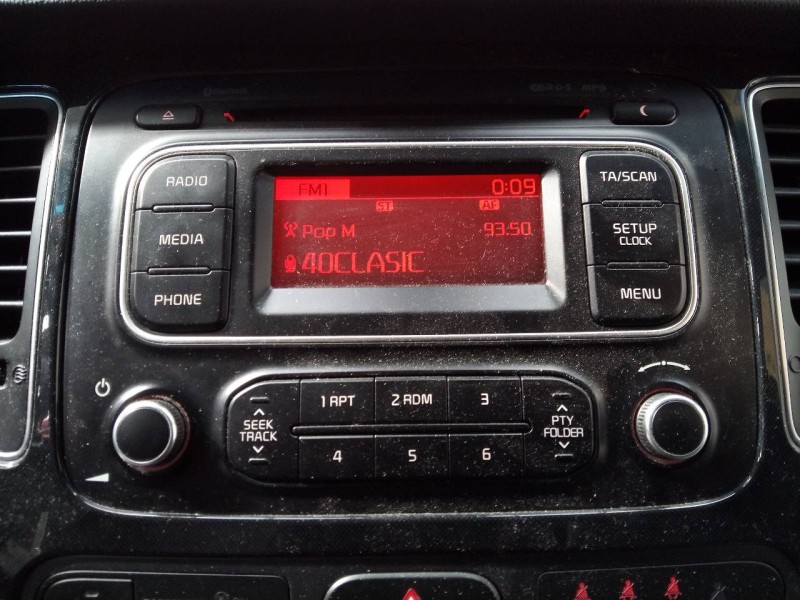 FM1 0:09
ST AF
Pop M 93.50
40CLASIC
RADIO
MEDIA
PHONE
TA/SCAN
SETUP
CLOCK
MENU
SEEK
TRACK
1 RPT 2 RDM 3
4 5 6
PTY
FOLDER